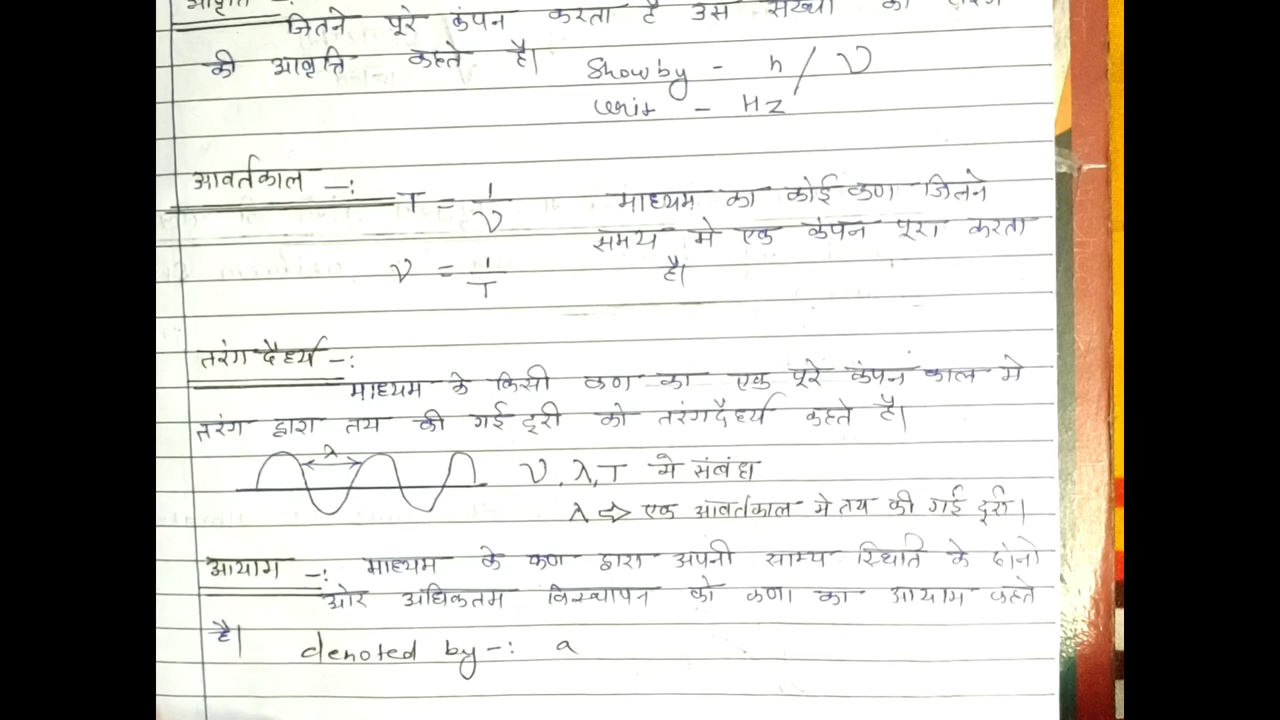 आवृत्ति -:
जितने पूरे कंपन करता है उस संख्या को तरंग
की आवृत्ति कहते है।
Show by - n / ν
Unit - HZ
आवर्तकाल -:
T = 1/ν
माध्यम का कोई कण जितने
समय मे एक कंपन पूरा करता
है।
ν = 1/T
तरंगदैर्ध्य -:
माध्यम के किसी कण का एक पूरे कंपन काल मे
तरंग द्वारा तय की गई दूरी को तरंगदैर्ध्य कहते है।
λ
ν, λ, T मे संबंध
λ ⇒ एक आवर्तकाल मे तय की गई दूरी।
आयाम -: माध्यम के कण द्वारा अपनी साम्य स्थिति के दोनो
ओर अधिकतम विस्थापन को कण का आयाम कहते
है।
denoted by -: a